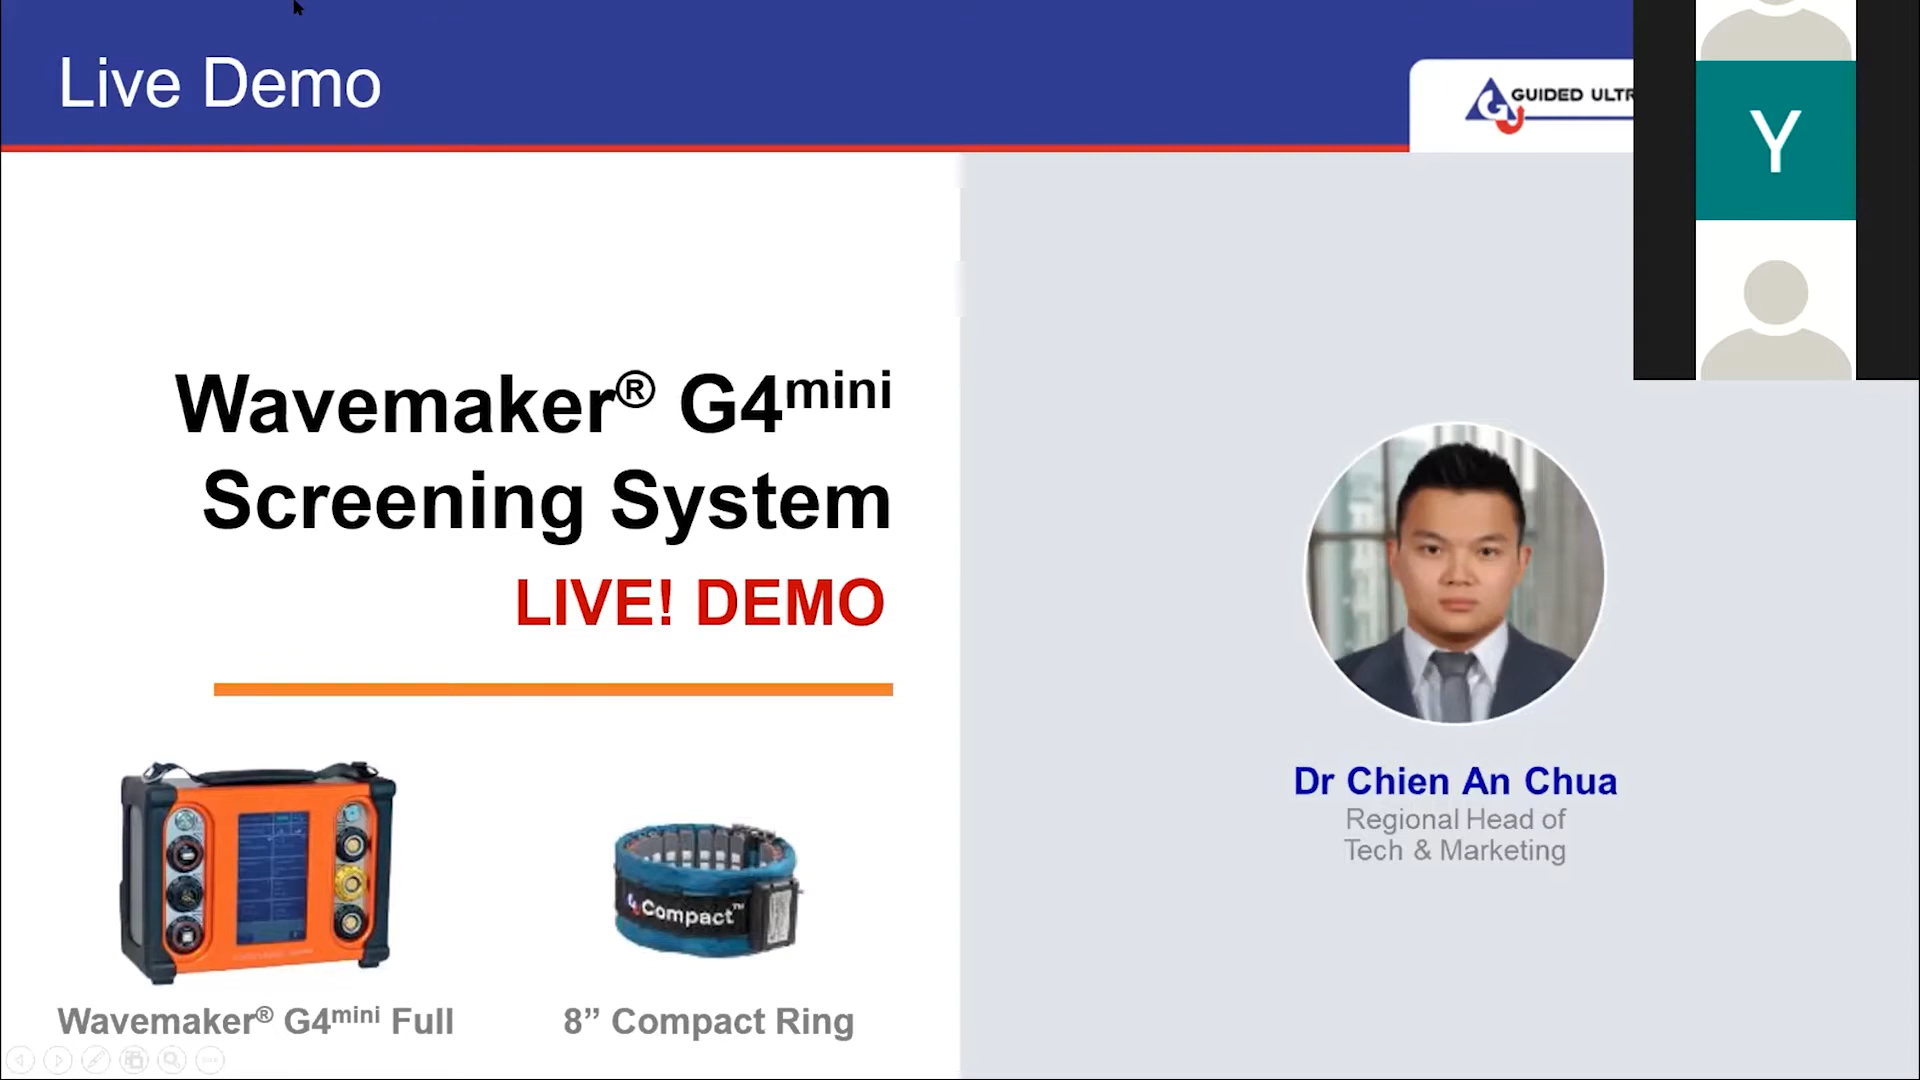 Live Demo
GUIDED ULTR
Y
Wavemaker® G4mini
Screening System
LIVE! DEMO
Compact™
Dr Chien An Chua
Regional Head of
Tech & Marketing
Wavemaker® G4mini Full
8” Compact Ring